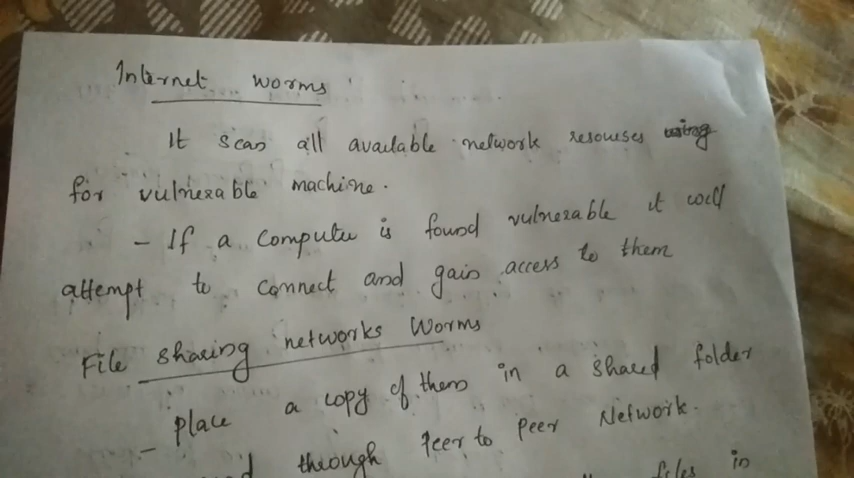 Internet worms
It scan all available network resourses using
for vulnerable machine.
- If a computer is found vulnerable it will
attempt to connect and gain access to them
File sharing networks Worms
- place a copy of them in a shared folder
through peer to peer Network.
files in